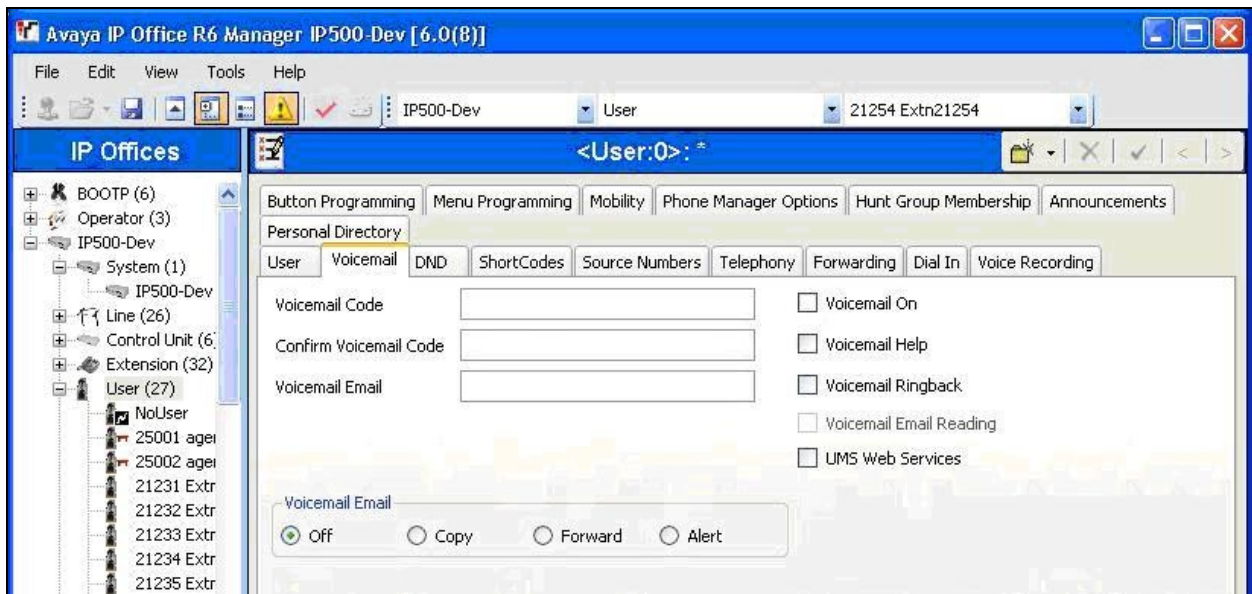 Avaya IP Office R6 Manager IP500-Dev [6.0(8)]
File Edit View Tools Help
IP500-Dev User 21254 Extn21254
IP Offices
<User:0>: *
BOOTP (6)
Operator (3)
IP500-Dev
System (1)
IP500-Dev
Line (26)
Control Unit (6
Extension (32)
User (27)
NoUser
25001 ager
25002 ager
21231 Extr
21232 Extr
21233 Extr
21234 Extr
21235 Extr
Button Programming Menu Programming Mobility Phone Manager Options Hunt Group Membership Announcements
Personal Directory
User Voicemail DND ShortCodes Source Numbers Telephony Forwarding Dial In Voice Recording
Voicemail Code
Confirm Voicemail Code
Voicemail Email
Voicemail On
Voicemail Help
Voicemail Ringback
Voicemail Email Reading
UMS Web Services
Voicemail Email
Off Copy Forward Alert